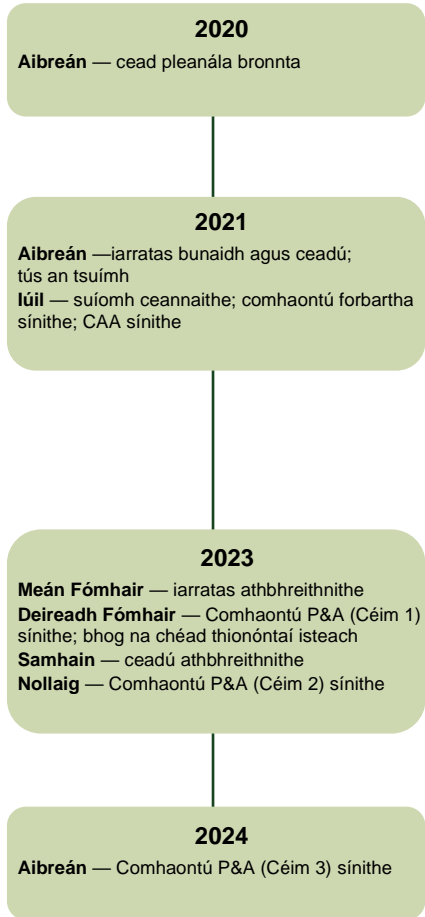 2020
Aibreán — cead pleanála bronnta
2021
Aibreán —iarratas bunaidh agus ceadú;
tús an tsuímh
Iúil — suíomh ceannaithe; comhaontú forbartha
sínithe; CAA sínithe
2023
Meán Fómhair — iarratas athbhreithnithe
Deireadh Fómhair — Comhaontú P&A (Céim 1)
sínithe; bhog na chéad thionóntaí isteach
Samhain — ceadú athbhreithnithe
Nollaig — Comhaontú P&A (Céim 2) sínithe
2024
Aibreán — Comhaontú P&A (Céim 3) sínithe